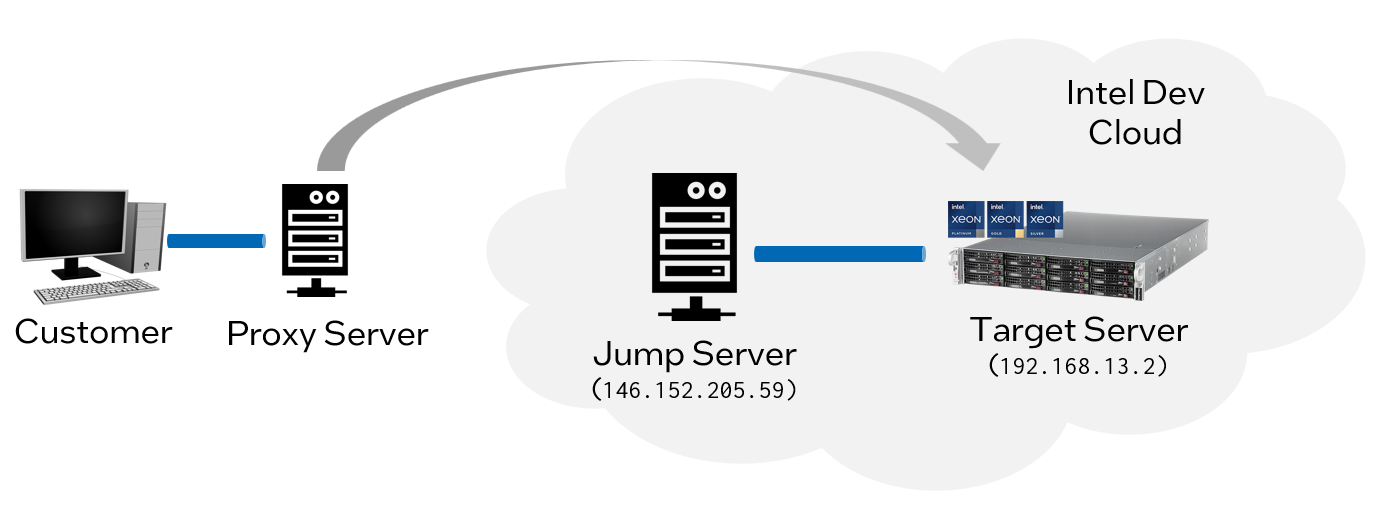 Intel Dev
Cloud
intel.
xeon
PLATINUM
intel.
xeon
GOLD
intel.
xeon
SILVER
Customer
Proxy Server
Jump Server
(146.152.205.59)
Target Server
(192.168.13.2)